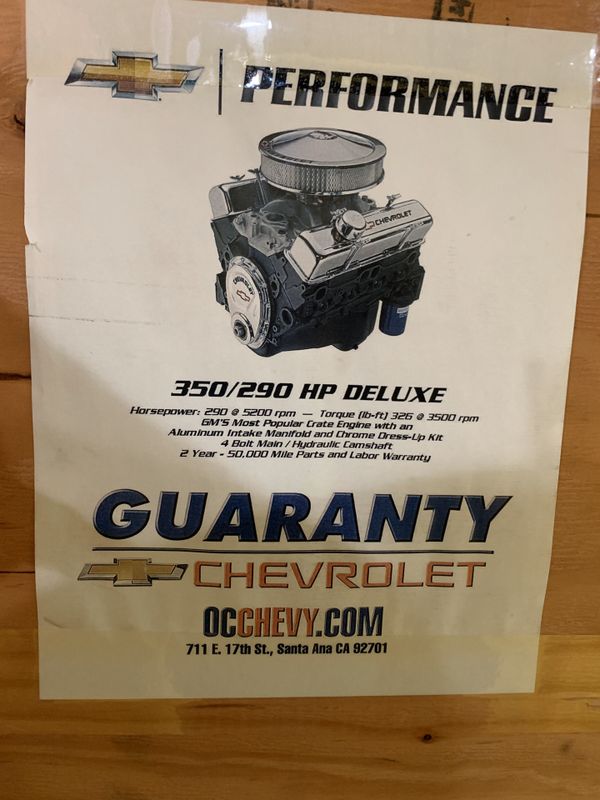 PERFORMANCE
CHEVROLET
350/290 HP DELUXE
Horsepower: 290 @ 5200 rpm — Torque (lb-ft) 326 @ 3500 rpm
GM'S Most Popular Crate Engine with an
Aluminum Intake Manifold and Chrome Dress-Up Kit
4 Bolt Main / Hydraulic Camshaft
2 Year - 50,000 Mile Parts and Labor Warranty
GUARANTY
CHEVROLET
OCCHEVY.COM
711 E. 17th St., Santa Ana CA 92701